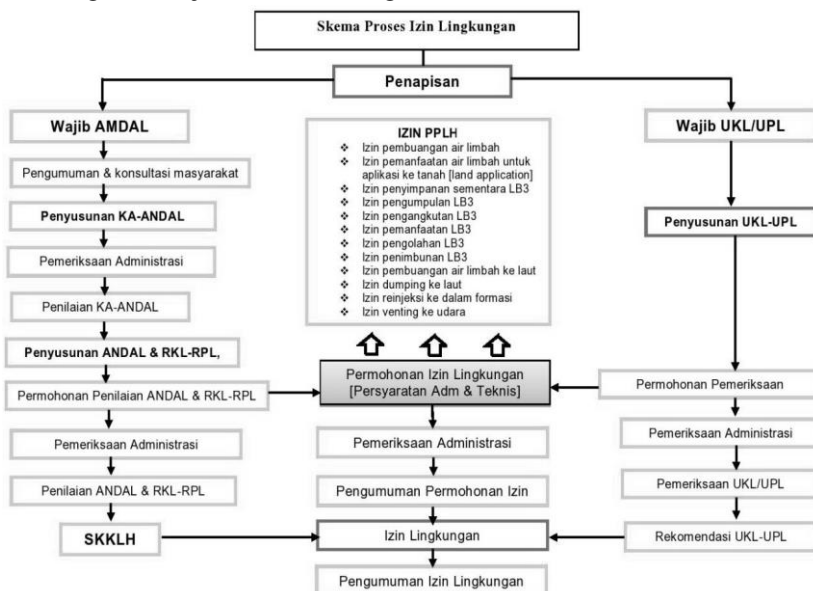 Skema Proses Izin Lingkungan
Penapisan
Wajib AMDAL
Pengumuman & konsultasi masyarakat
Penyusunan KA-ANDAL
Pemeriksaan Administrasi
Penilaian KA-ANDAL
Penyusunan ANDAL & RKL-RPL,
Permohonan Penilaian ANDAL & RKL-RPL
Pemeriksaan Administrasi
Penilaian ANDAL & RKL-RPL
SKKLH
IZIN PPLH
❖ Izin pembuangan air limbah
❖ Izin pemanfaatan air limbah untuk
aplikasi ke tanah [land application]
❖ Izin penyimpanan sementara LB3
❖ Izin pengumpulan LB3
❖ Izin pengangkutan LB3
❖ Izin pemanfaatan LB3
❖ Izin pengolahan LB3
❖ Izin penimbunan LB3
❖ Izin pembuangan air limbah ke laut
❖ Izin dumping ke laut
❖ Izin reinjeksi ke dalam formasi
❖ Izin venting ke udara
Permohonan Izin Lingkungan
[Persyaratan Adm & Teknis]
Pemeriksaan Administrasi
Pengumuman Permohonan Izin
Izin Lingkungan
Pengumuman Izin Lingkungan
Wajib UKL/UPL
Penyusunan UKL-UPL
Permohonan Pemeriksaan
Pemeriksaan Administrasi
Pemeriksaan UKL/UPL
Rekomendasi UKL-UPL